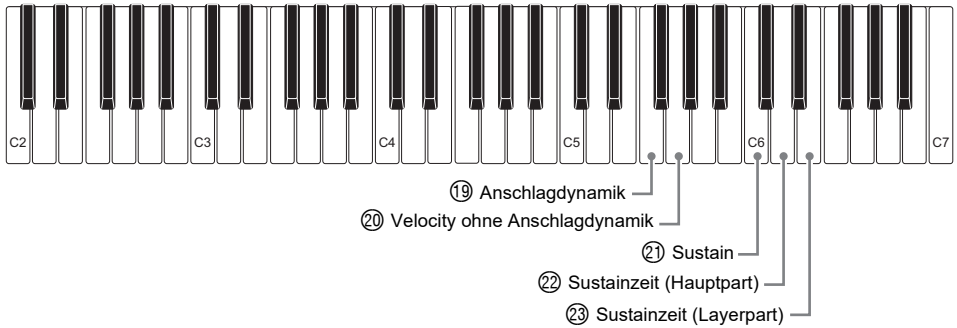 C2 C3 C4 C5 C6 C7
⑲ Anschlagdynamik
⑳ Velocity ohne Anschlagdynamik
㉑ Sustain
㉒ Sustainzeit (Hauptpart)
㉓ Sustainzeit (Layerpart)